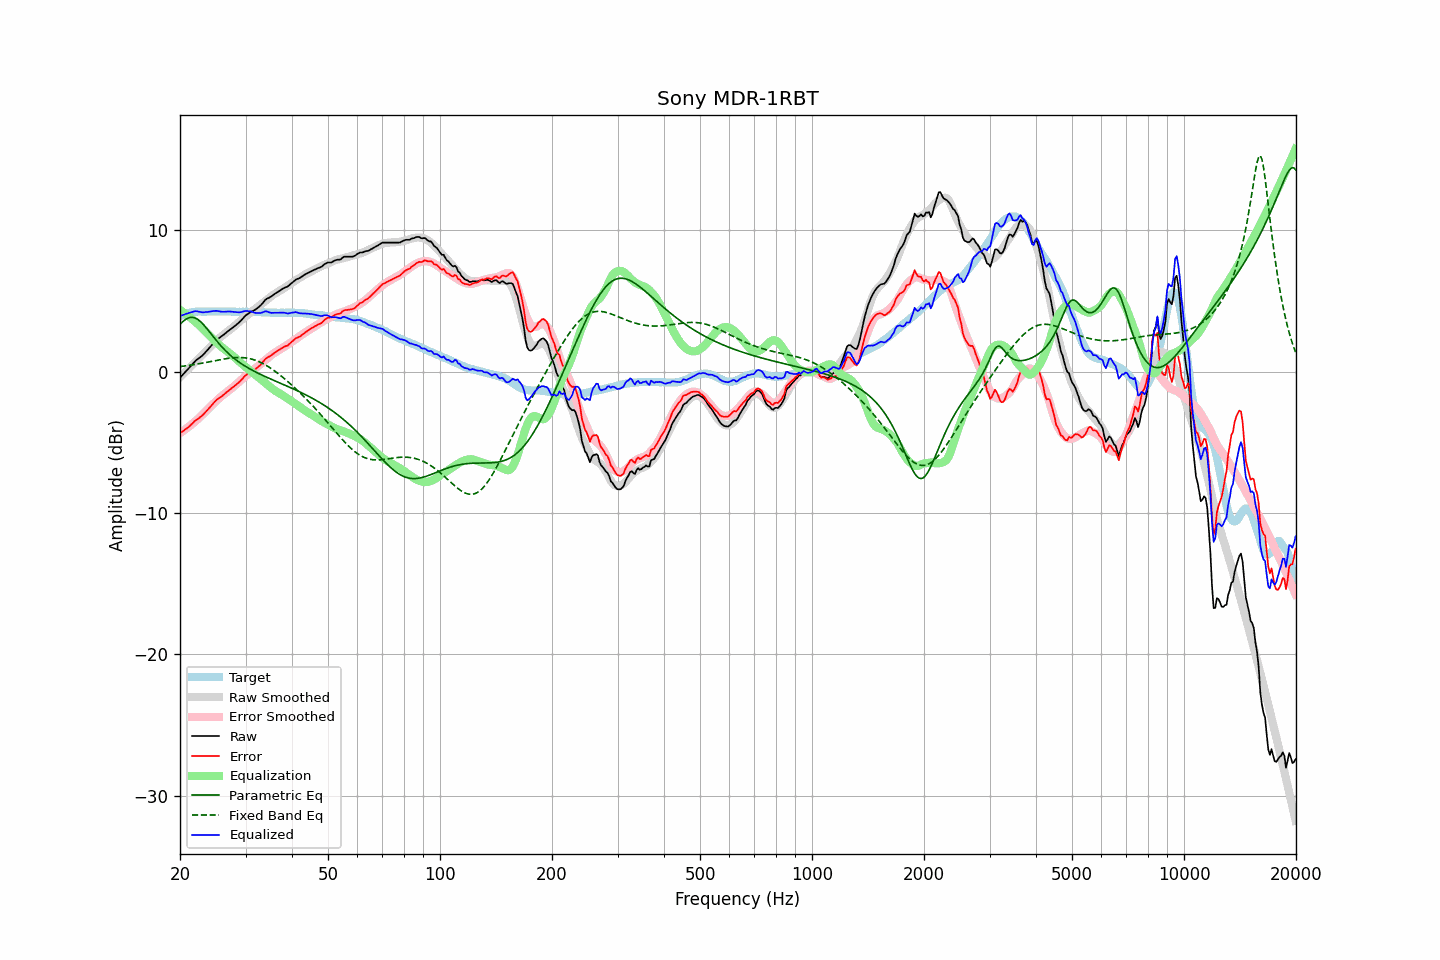 Sony MDR-1RBT
Amplitude (dBr)
10
0
−10
−20
−30
Target
Raw Smoothed
Error Smoothed
Raw
Error
Equalization
Parametric Eq
Fixed Band Eq
Equalized
20 50 100 200 500 1000 2000 5000 10000 20000
Frequency (Hz)